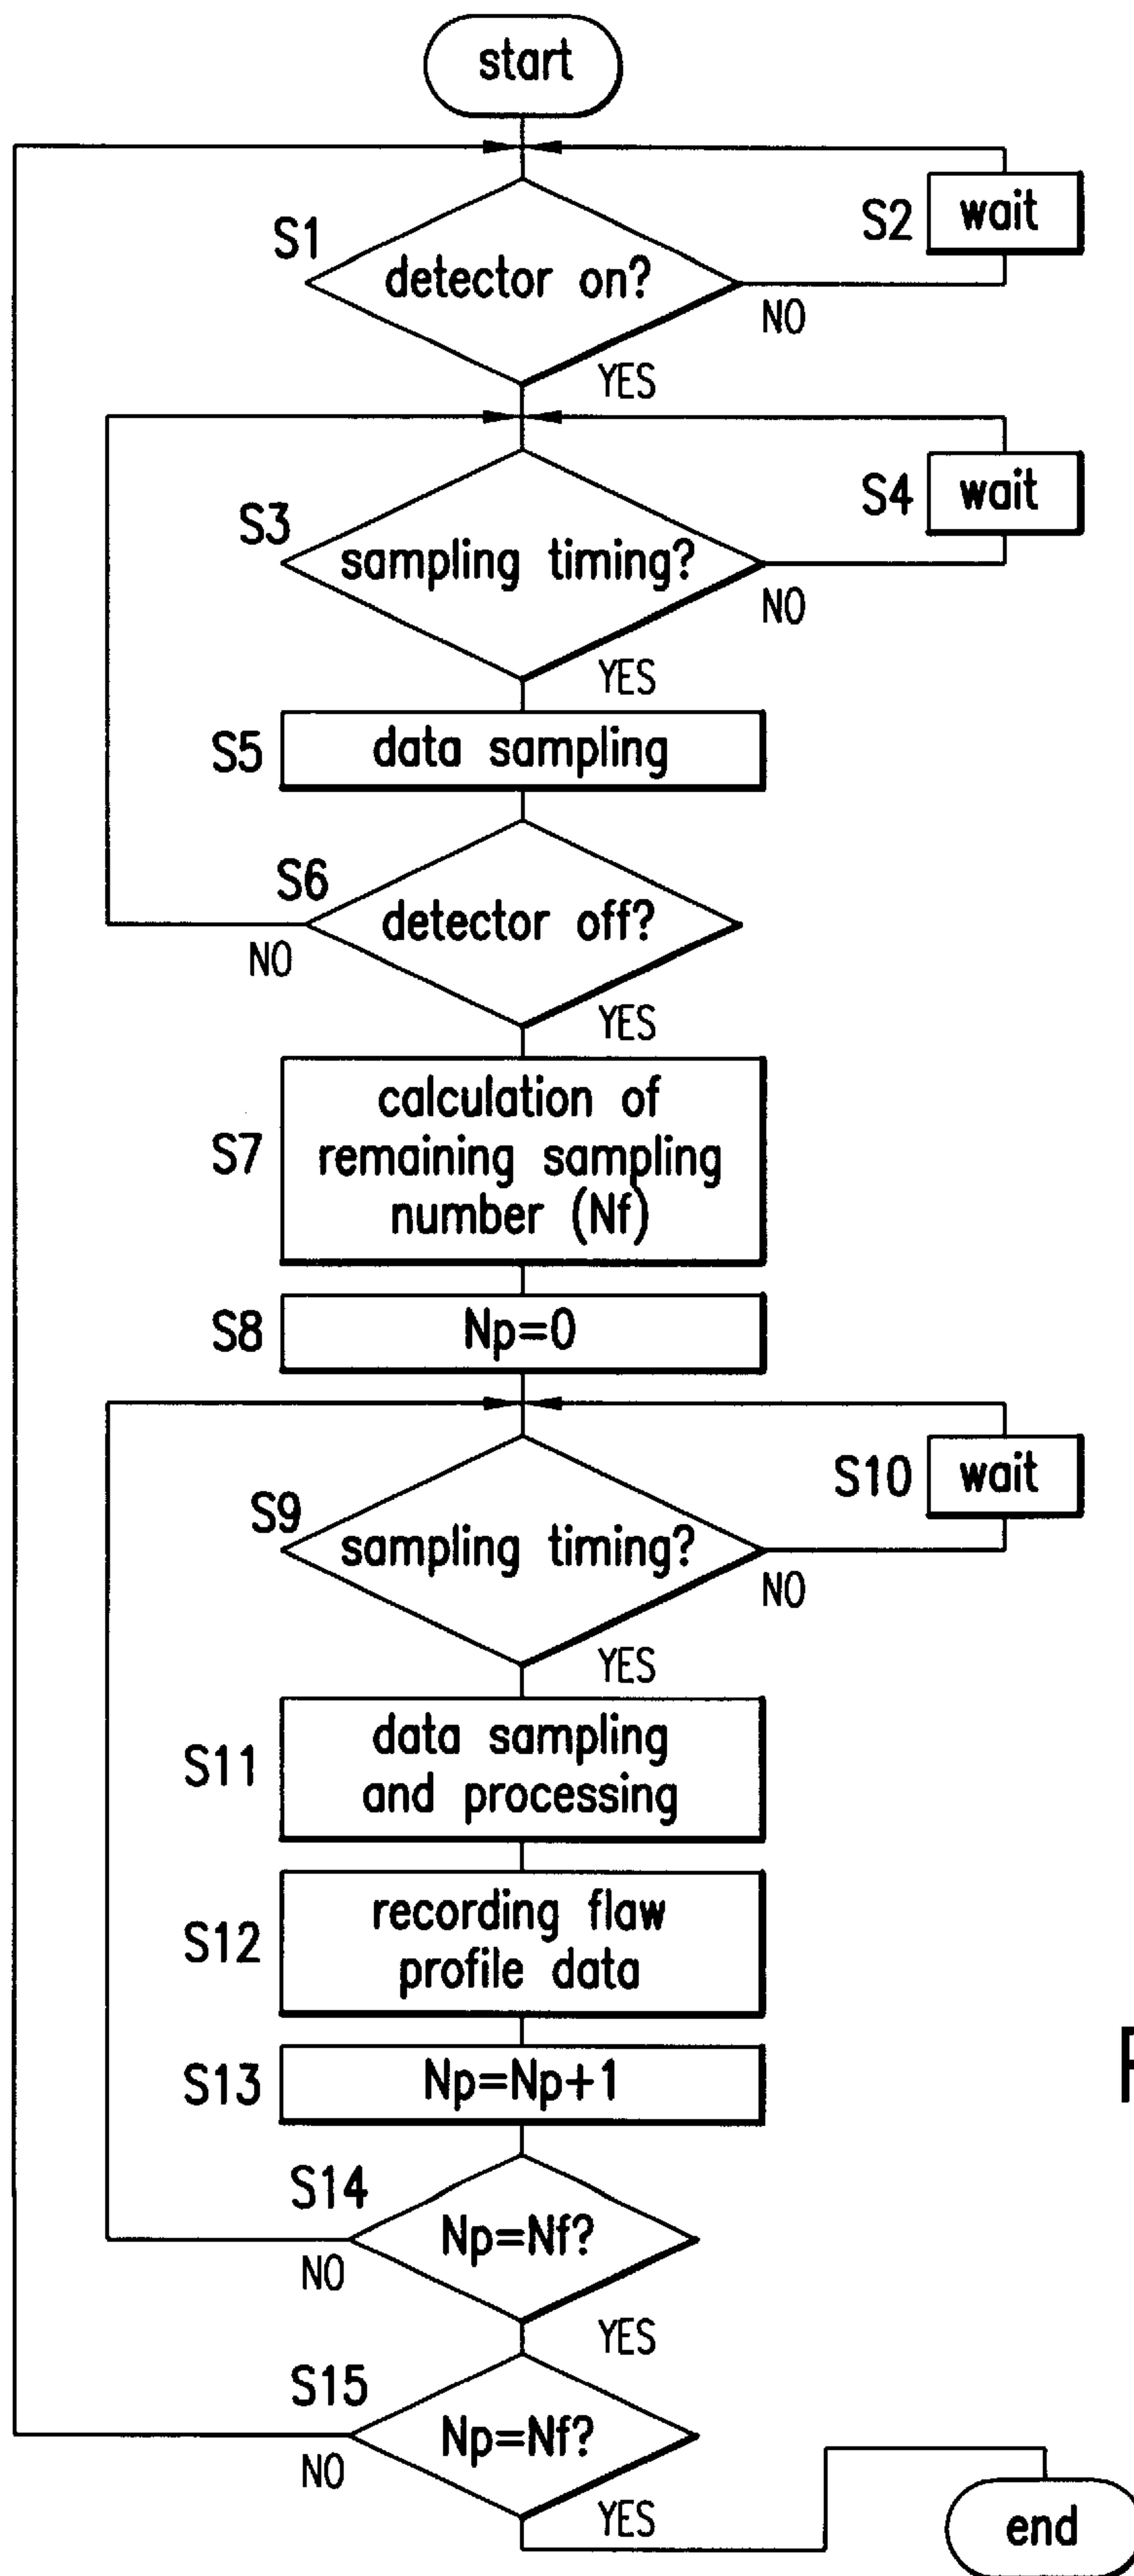 start
S1
detector on?
NO
YES
S2
wait
S3
sampling timing?
NO
YES
S4
wait
S5
data sampling
S6
detector off?
NO
YES
S7
calculation of
remaining sampling
number (Nf)
S8
Np=0
S9
sampling timing?
NO
YES
S10
wait
S11
data sampling
and processing
S12
recording flaw
profile data
S13
Np=Np+1
S14
Np=Nf?
NO
YES
S15
Np=Nf?
NO
YES
end